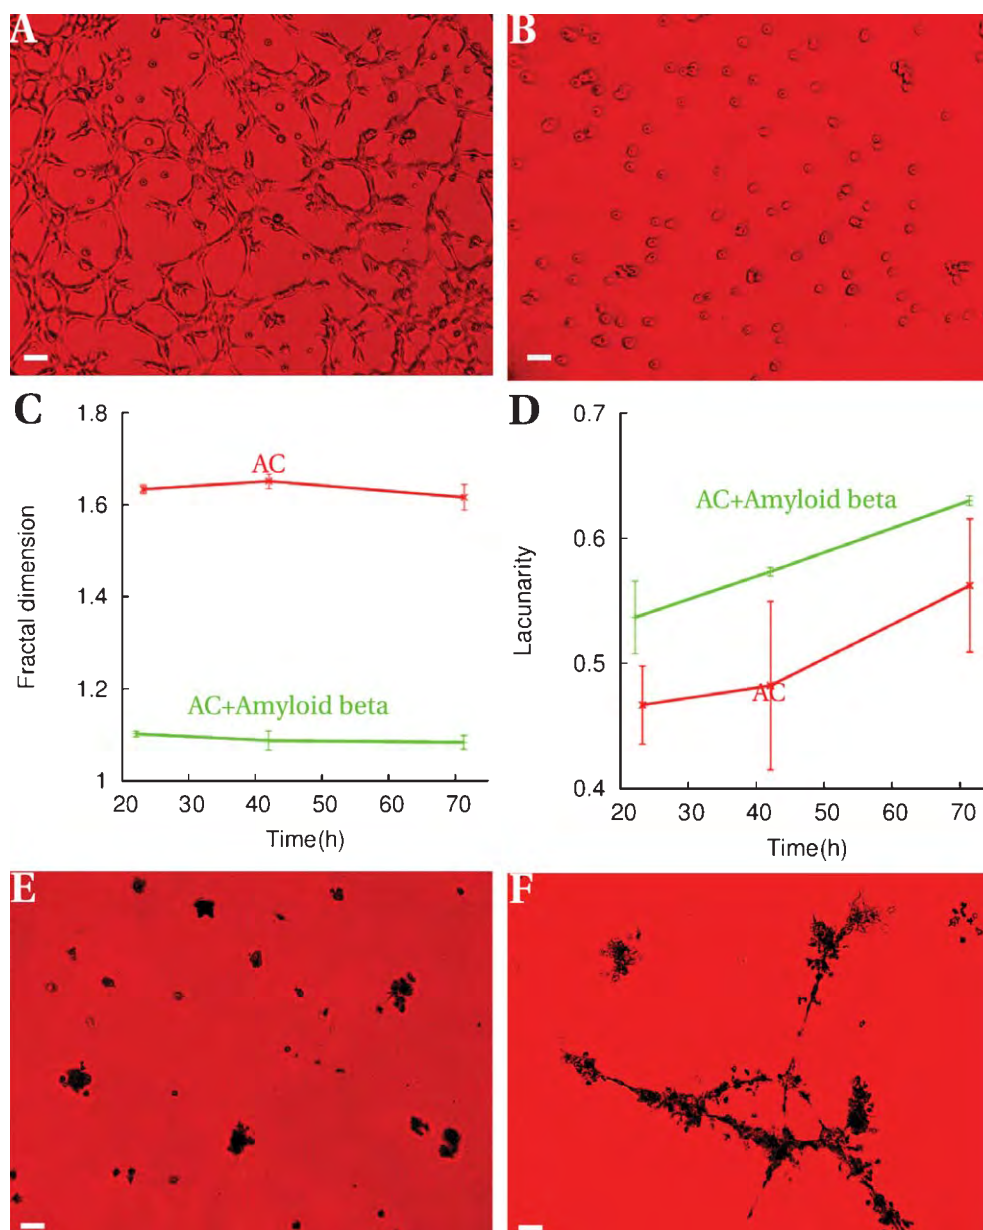 A
B
C
1.8
1.6
1.4
1.2
1
Fractal dimension
AC
AC+Amyloid beta
20 30 40 50 60 70
Time(h)
D
0.7
0.6
0.5
0.4
Lacunarity
AC+Amyloid beta
AC
20 30 40 50 60 70
Time(h)
E
F